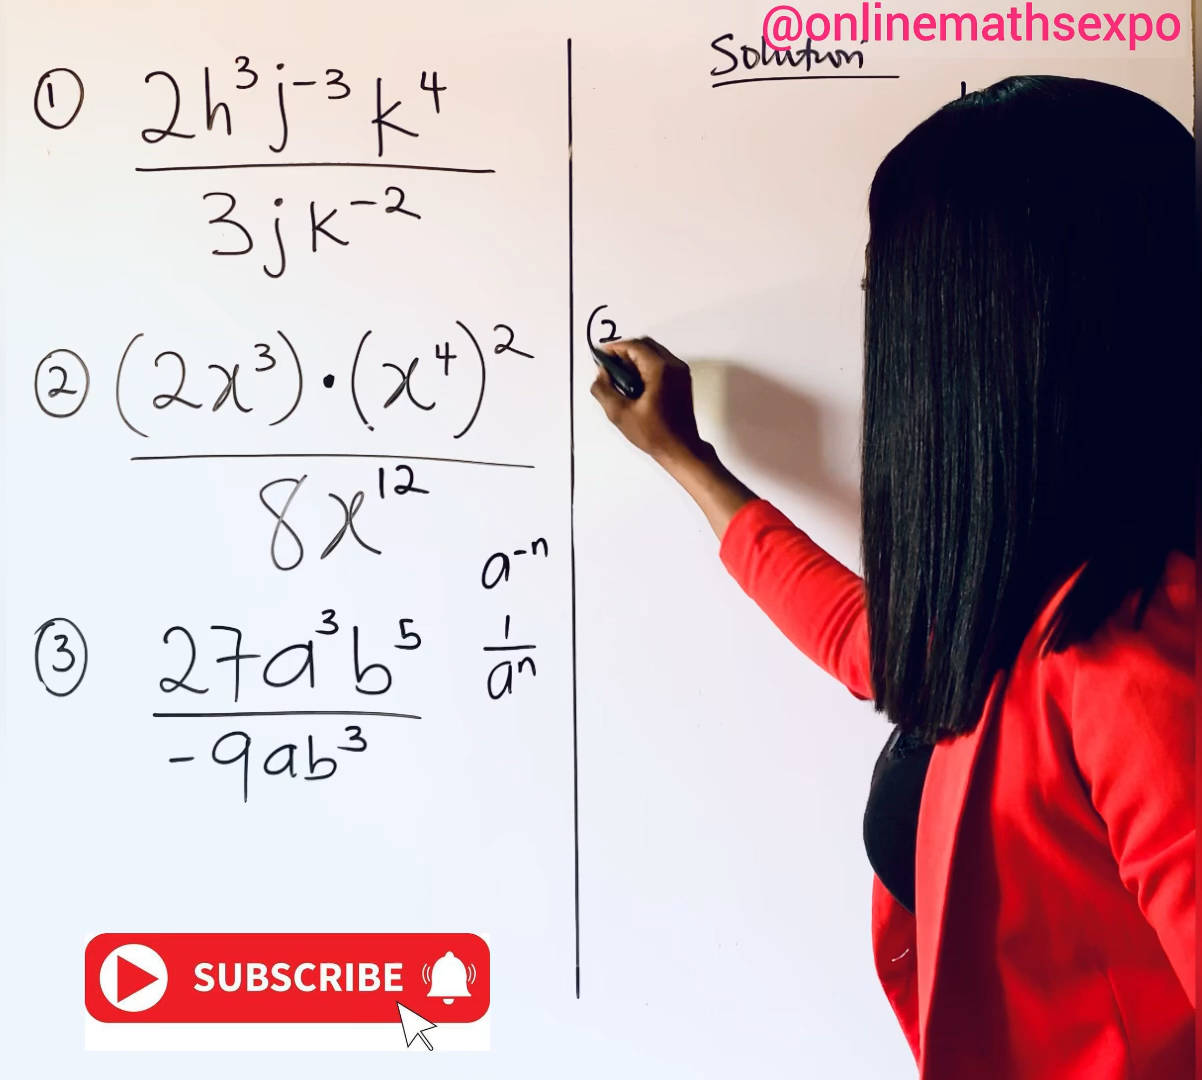 @onlinemathsexpo
Solution
① 2h³j⁻³k⁴
3jk⁻²
② (2x³)·(x⁴)²
8x¹²
(2
a⁻ⁿ
1
aⁿ
③ 27a³b⁵
-9ab³
SUBSCRIBE